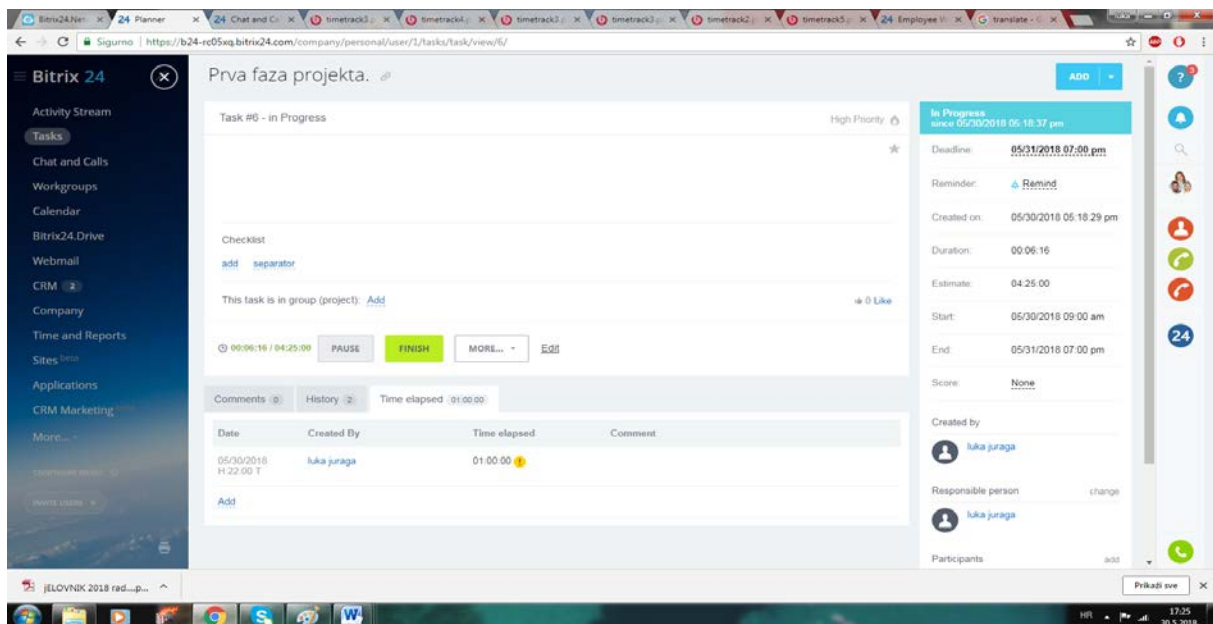 Bitrix24.Net
24 Planner
24 Chat and Ca
timetrack3.p
timetrack4.p
timetrack3.p
timetrack3.p
timetrack2.p
timetrack5.p
24 Employee W
translate - G
Sigurno
https://b24-rc05xq.bitrix24.com/company/personal/user/1/tasks/task/view/6/
Bitrix 24
Activity Stream
Tasks
Chat and Calls
Workgroups
Calendar
Bitrix24.Drive
Webmail
CRM 2
Company
Time and Reports
Sites beta
Applications
CRM Marketing
More...
INVITE USERS
Prva faza projekta.
ADD
Task #6 - in Progress
High Priority
Checklist
add separator
This task is in group (project): Add
0 Like
00:06:16 / 04:25:00
PAUSE
FINISH
MORE...
Edit
Comments 0
History 2
Time elapsed 01:00:00
Date Created By Time elapsed Comment
05/30/2018
H:22:00 T
luka juraga
01:00:00
Add
In Progress
since 05/30/2018 05:18:37 pm
Deadline: 05/31/2018 07:00 pm
Reminder: Remind
Created on: 05/30/2018 05:18:29 pm
Duration: 00:06:16
Estimate: 04:25:00
Start: 05/30/2018 09:00 am
End: 05/31/2018 07:00 pm
Score: None
Created by
luka juraga
Responsible person change
luka juraga
Participants add
3
24
jELOVNIK 2018 rad....p...
Prikaži sve
HR
17:25
30.5.2018